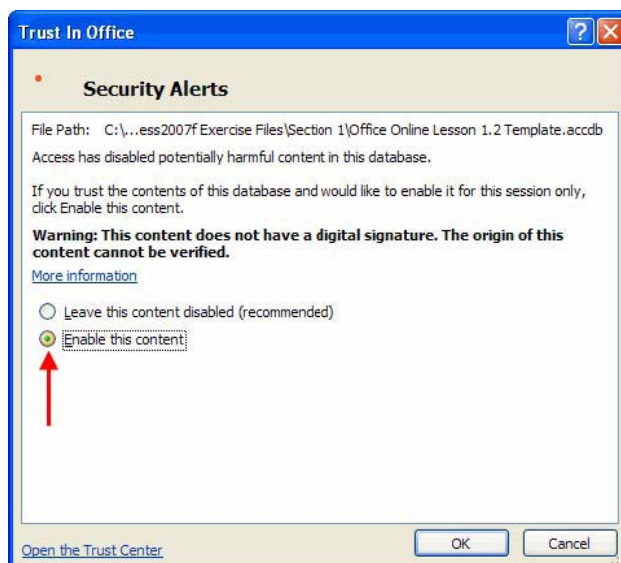 Trust In Office
Security Alerts
File Path: C:\...ess2007f Exercise Files\Section 1\Office Online Lesson 1.2 Template.accdb
Access has disabled potentially harmful content in this database.
If you trust the contents of this database and would like to enable it for this session only,
click Enable this content.
Warning: This content does not have a digital signature. The origin of this
content cannot be verified.
More information
Leave this content disabled (recommended)
Enable this content
Open the Trust Center
OK
Cancel